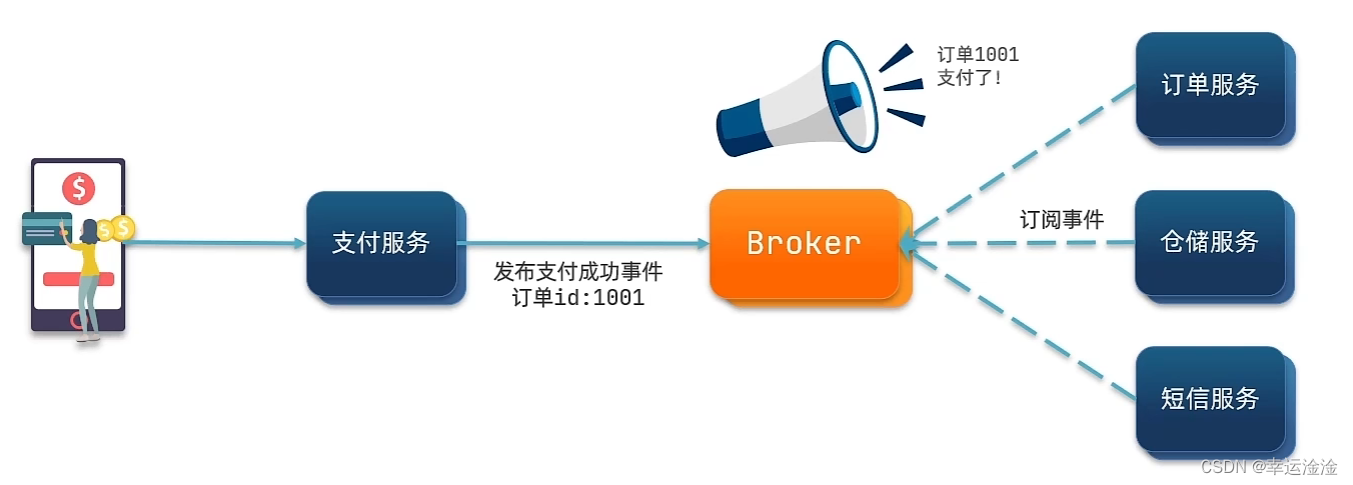 订单1001
支付了!
订单服务
支付服务
Broker
订阅事件
仓储服务
发布支付成功事件
订单id:1001
短信服务
CSDN @幸运淦淦
$
$
$